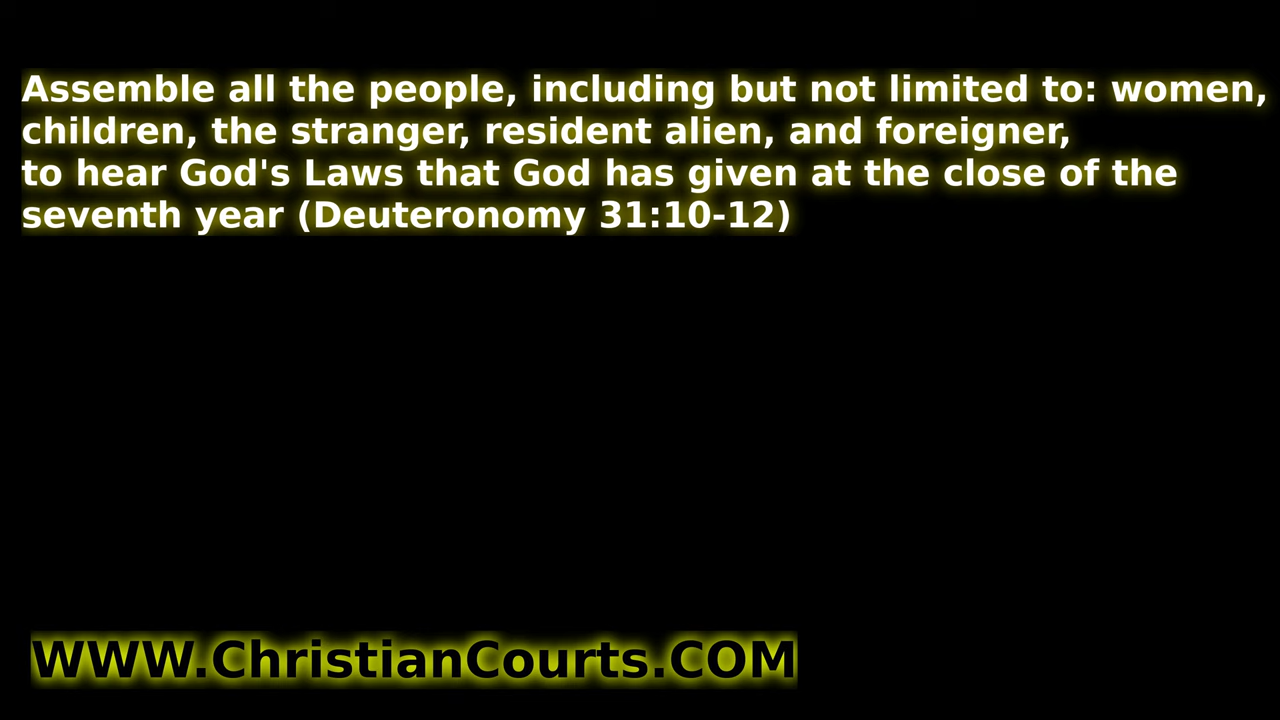 Assemble all the people, including but not limited to: women,
children, the stranger, resident alien, and foreigner,
to hear God's Laws that God has given at the close of the
seventh year (Deuteronomy 31:10-12)
WWW.ChristianCourts.COM